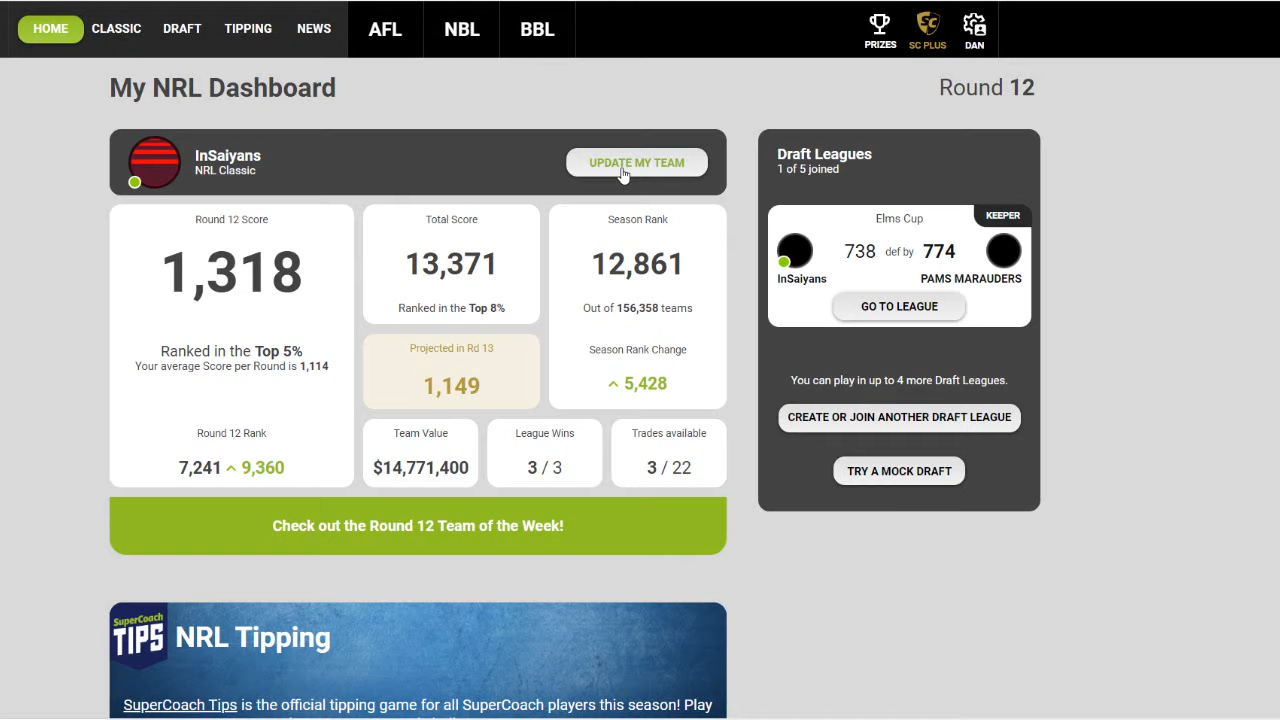 HOME CLASSIC DRAFT TIPPING NEWS AFL NBL BBL PRIZES SC PLUS DAN
My NRL Dashboard
Round 12
InSaiyans
NRL Classic
UPDATE MY TEAM
Round 12 Score
1,318
Ranked in the Top 5%
Your average Score per Round is 1,114
Round 12 Rank
7,241 9,360
Total Score
13,371
Ranked in the Top 8%
Projected in Rd 13
1,149
Season Rank
12,861
Out of 156,358 teams
Season Rank Change
5,428
Team Value
$14,771,400
League Wins
3 / 3
Trades available
3 / 22
Check out the Round 12 Team of the Week!
Draft Leagues
1 of 5 joined
Elms Cup
KEEPER
738 def by 774
InSaiyans PAMS MARAUDERS
GO TO LEAGUE
You can play in up to 4 more Draft Leagues.
CREATE OR JOIN ANOTHER DRAFT LEAGUE
TRY A MOCK DRAFT
SuperCoach
TIPS
NRL Tipping
SuperCoach Tips is the official tipping game for all SuperCoach players this season! Play